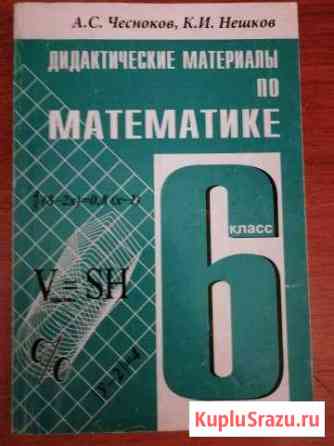 А.С. Чесноков, К.И. Нешков
ДИДАКТИЧЕСКИЕ МАТЕРИАЛЫ
ПО
МАТЕМАТИКЕ
6
класс
V = SH
KupluSrazu.ru